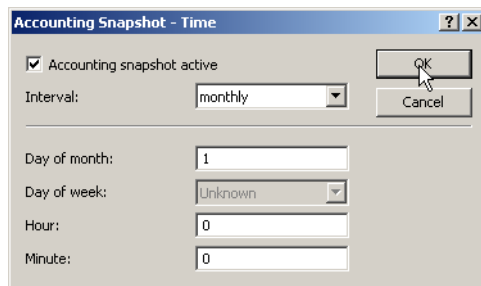 Accounting Snapshot - Time
Accounting snapshot active
OK
Interval: monthly
Cancel
Day of month: 1
Day of week: Unknown
Hour: 0
Minute: 0